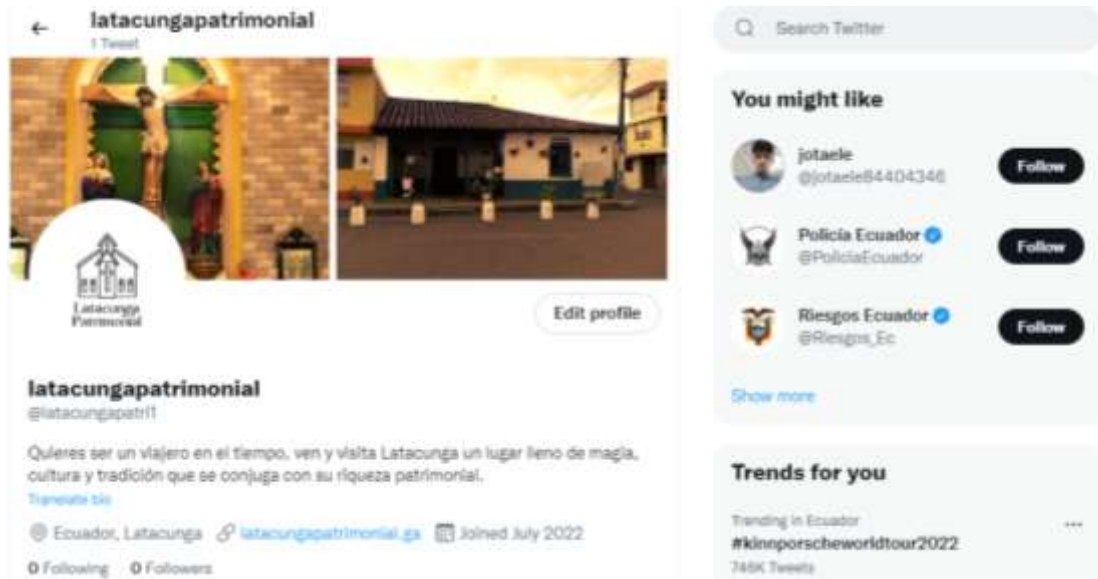 latacungapatrimonial
1 Tweet
Latacunga
Patrimonial
Edit profile
latacungapatrimonial
@latacungapatri1
Quieres ser un viajero en el tiempo, ven y visita Latacunga un lugar lleno de magia,
cultura y tradición que se conjuga con su riqueza patrimonial.
Translate bio
Ecuador, Latacunga latacungapatrimonial.ga Joined July 2022
0 Following 0 Followers
Search Twitter
You might like
jotaele
@jotaele84404346
Follow
Policía Ecuador
@PoliciaEcuador
Follow
Riesgos Ecuador
@Riesgos_Ec
Follow
Show more
Trends for you
Trending in Ecuador
#kinnporscheworldtour2022
746K Tweets